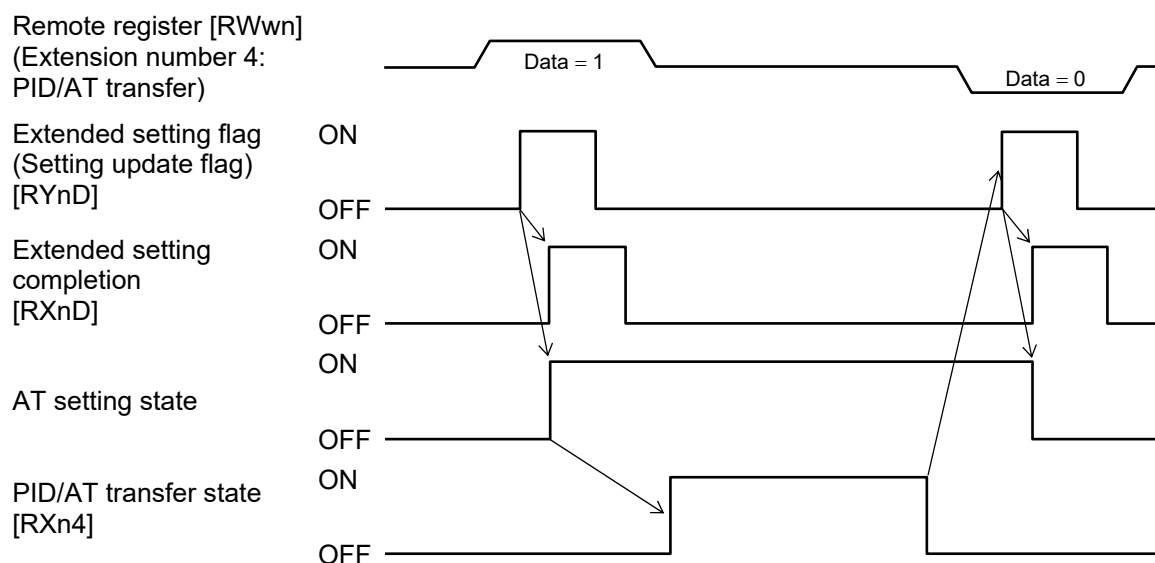 Remote register [RWwn]
(Extension number 4:
PID/AT transfer)
Data = 1
Data = 0
Extended setting flag
(Setting update flag)
[RYnD]
ON
OFF
Extended setting
completion
[RXnD]
ON
OFF
AT setting state
ON
OFF
PID/AT transfer state
[RXn4]
ON
OFF